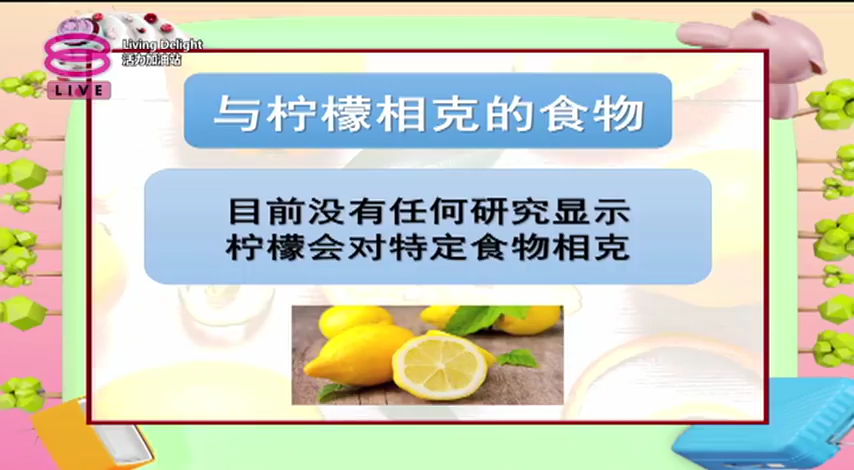 Living Delight
活力加油站
LIVE
与柠檬相克的食物
目前没有任何研究显示
柠檬会对特定食物相克